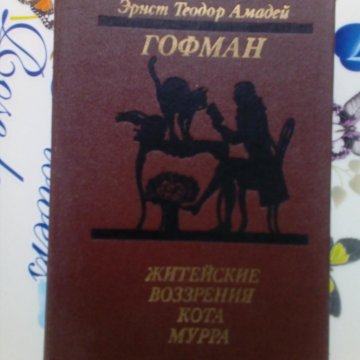 Эрнст Теодор Амадей
ГОФМАН
ЖИТЕЙСКИЕ
ВОЗЗРЕНИЯ
КОТА
МУРРА